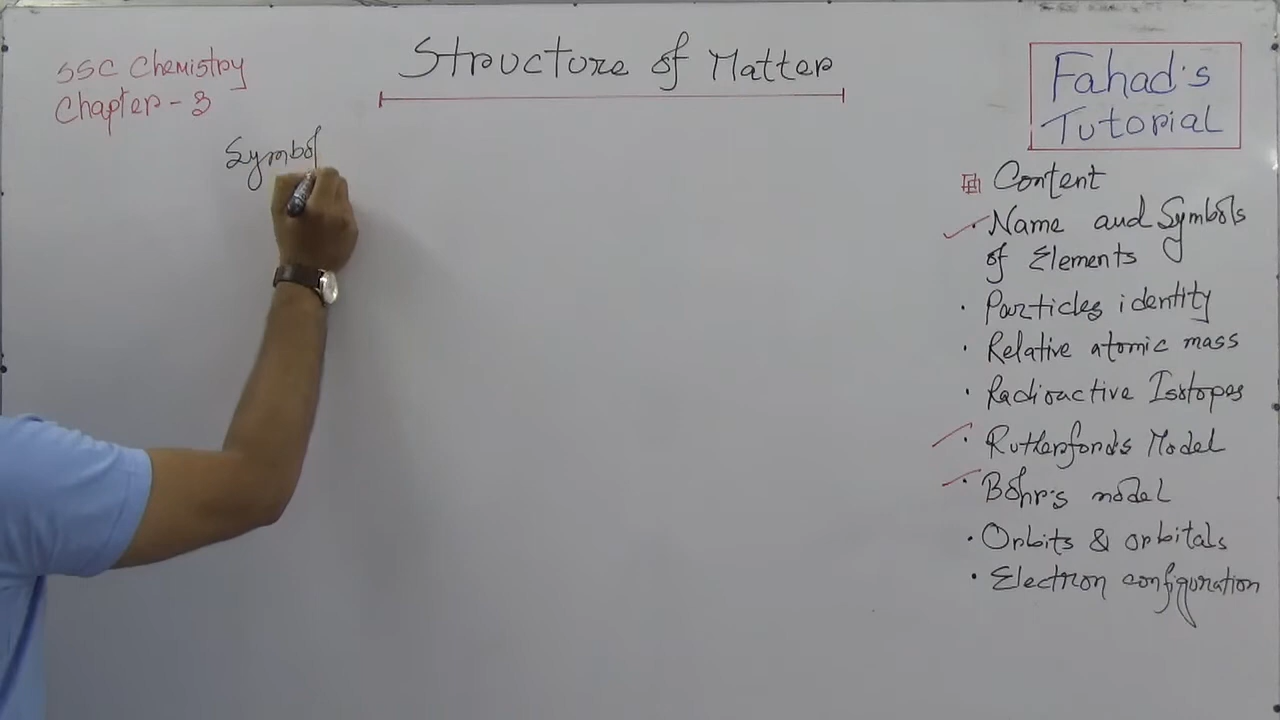 Structure of Matter
SSC Chemistry
Chapter - 3
Symbol
Fahad's
Tutorial
Content
Name and Symbols
of Elements
Particles identity
Relative atomic mass
Radioactive Isotopes
Rutherford's Model
Bohr's model
Orbits & orbitals
Electron configuration